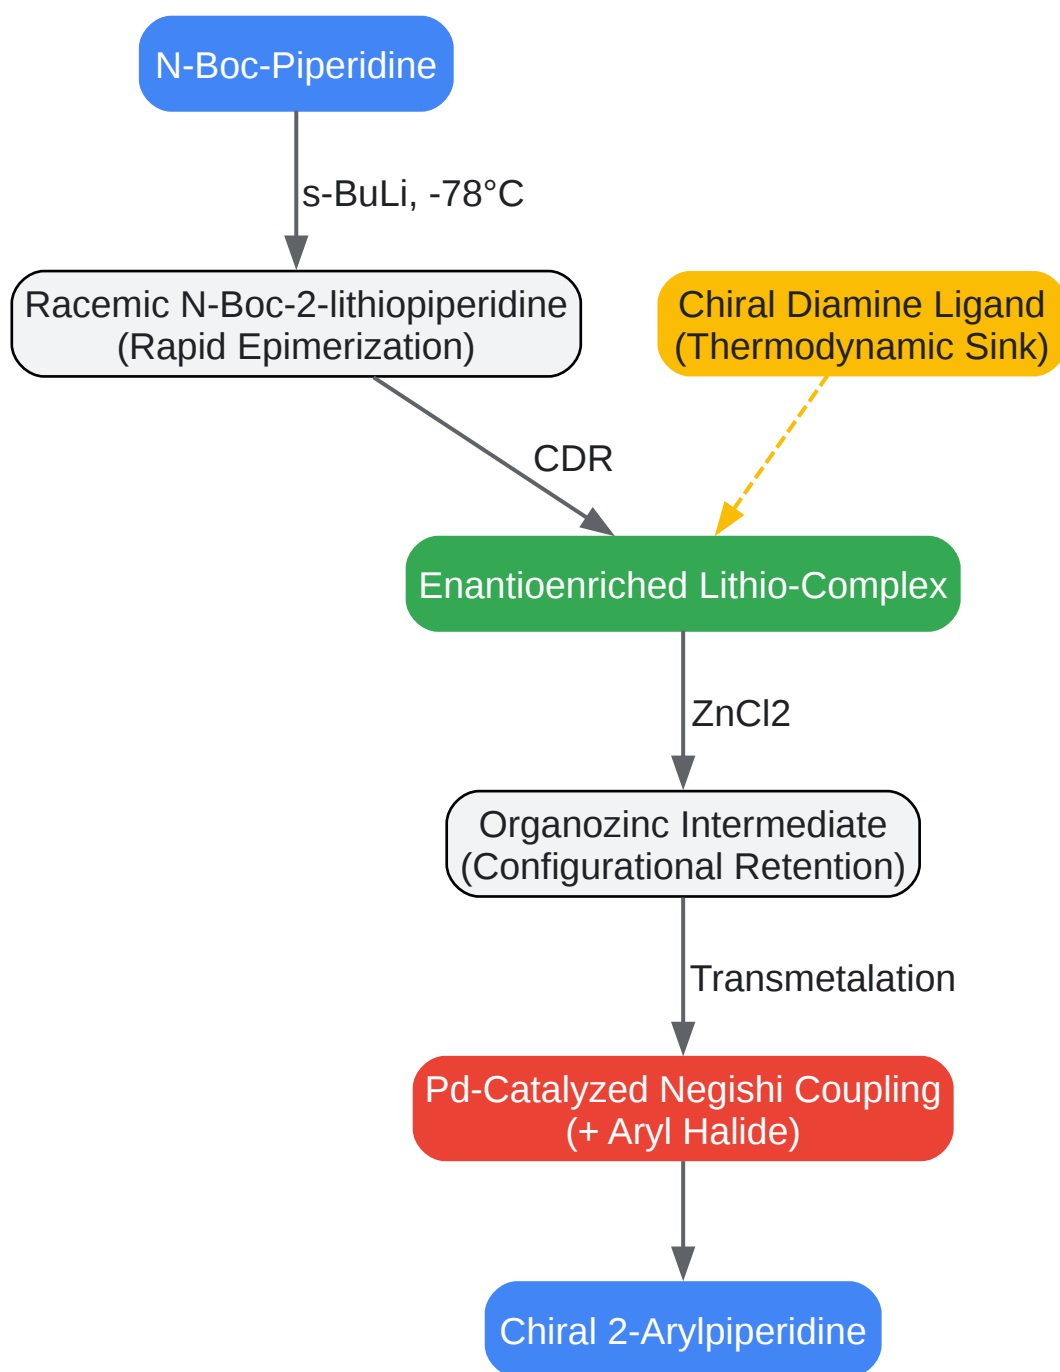 N-Boc-Piperidine
s-BuLi, -78°C
Racemic N-Boc-2-lithiopiperidine
(Rapid Epimerization)
Chiral Diamine Ligand
(Thermodynamic Sink)
CDR
Enantioenriched Lithio-Complex
ZnCl2
Organozinc Intermediate
(Configurational Retention)
Transmetalation
Pd-Catalyzed Negishi Coupling
(+ Aryl Halide)
Chiral 2-Arylpiperidine